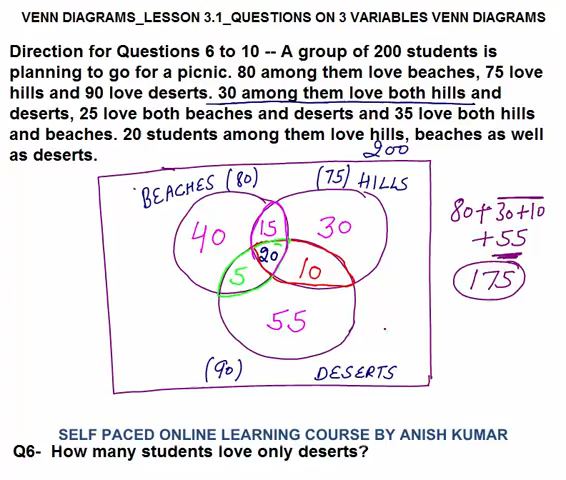 VENN DIAGRAMS_LESSON 3.1_QUESTIONS ON 3 VARIABLES VENN DIAGRAMS
Direction for Questions 6 to 10 -- A group of 200 students is
planning to go for a picnic. 80 among them love beaches, 75 love
hills and 90 love deserts. 30 among them love both hills and
deserts, 25 love both beaches and deserts and 35 love both hills
and beaches. 20 students among them love hills, beaches as well
as deserts.
200
BEACHES (80)
(75) HILLS
80+30+10
+55
175
40
15
30
20
5
10
55
(90)
DESERTS
SELF PACED ONLINE LEARNING COURSE BY ANISH KUMAR
Q6- How many students love only deserts?